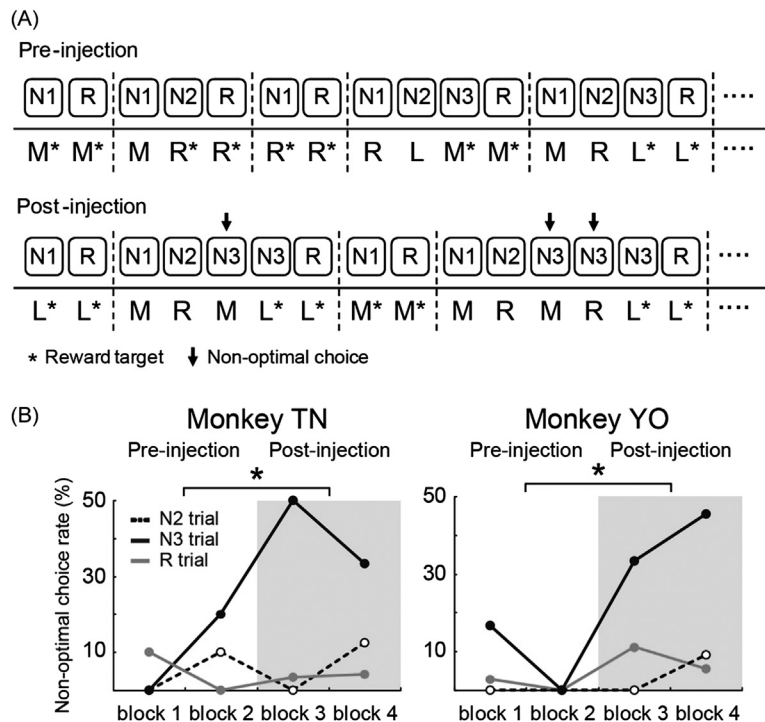 (A)
Pre-injection
N1 R N1 N2 R N1 R N1 N2 N3 R N1 N2 N3 R ....
M* M* M R* R* R* R* R L M* M* M R L* L* ....
Post-injection
N1 R N1 N2 N3 N3 R N1 R N1 N2 N3 N3 N3 R ....
L* L* M R M L* L* M* M* M R M R L* L* ....
* Reward target Non-optimal choice
(B)
Monkey TN Monkey YO
Pre-injection Post-injection Pre-injection Post-injection
* *
Non-optimal choice rate (%)
50 50
N2 trial
N3 trial
R trial
30 30
10 10
block 1 block 2 block 3 block 4 block 1 block 2 block 3 block 4